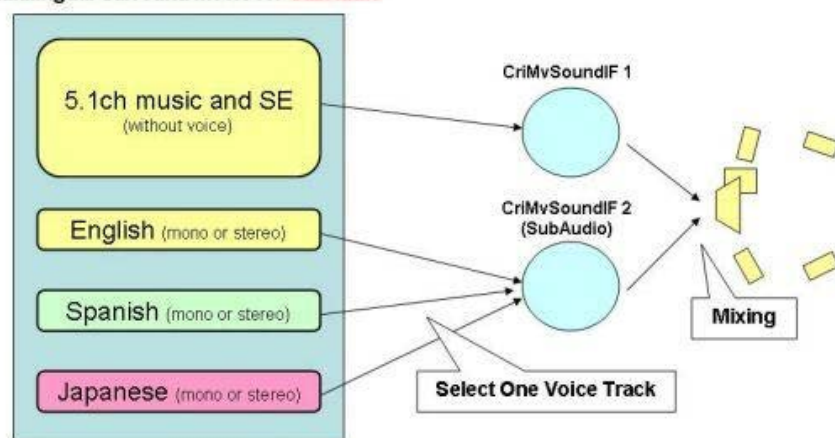 5.1ch music and SE
(without voice)
English (mono or stereo)
Spanish (mono or stereo)
Japanese (mono or stereo)
CriMvSoundIF 1
CriMvSoundIF 2
(SubAudio)
Select One Voice Track
Mixing